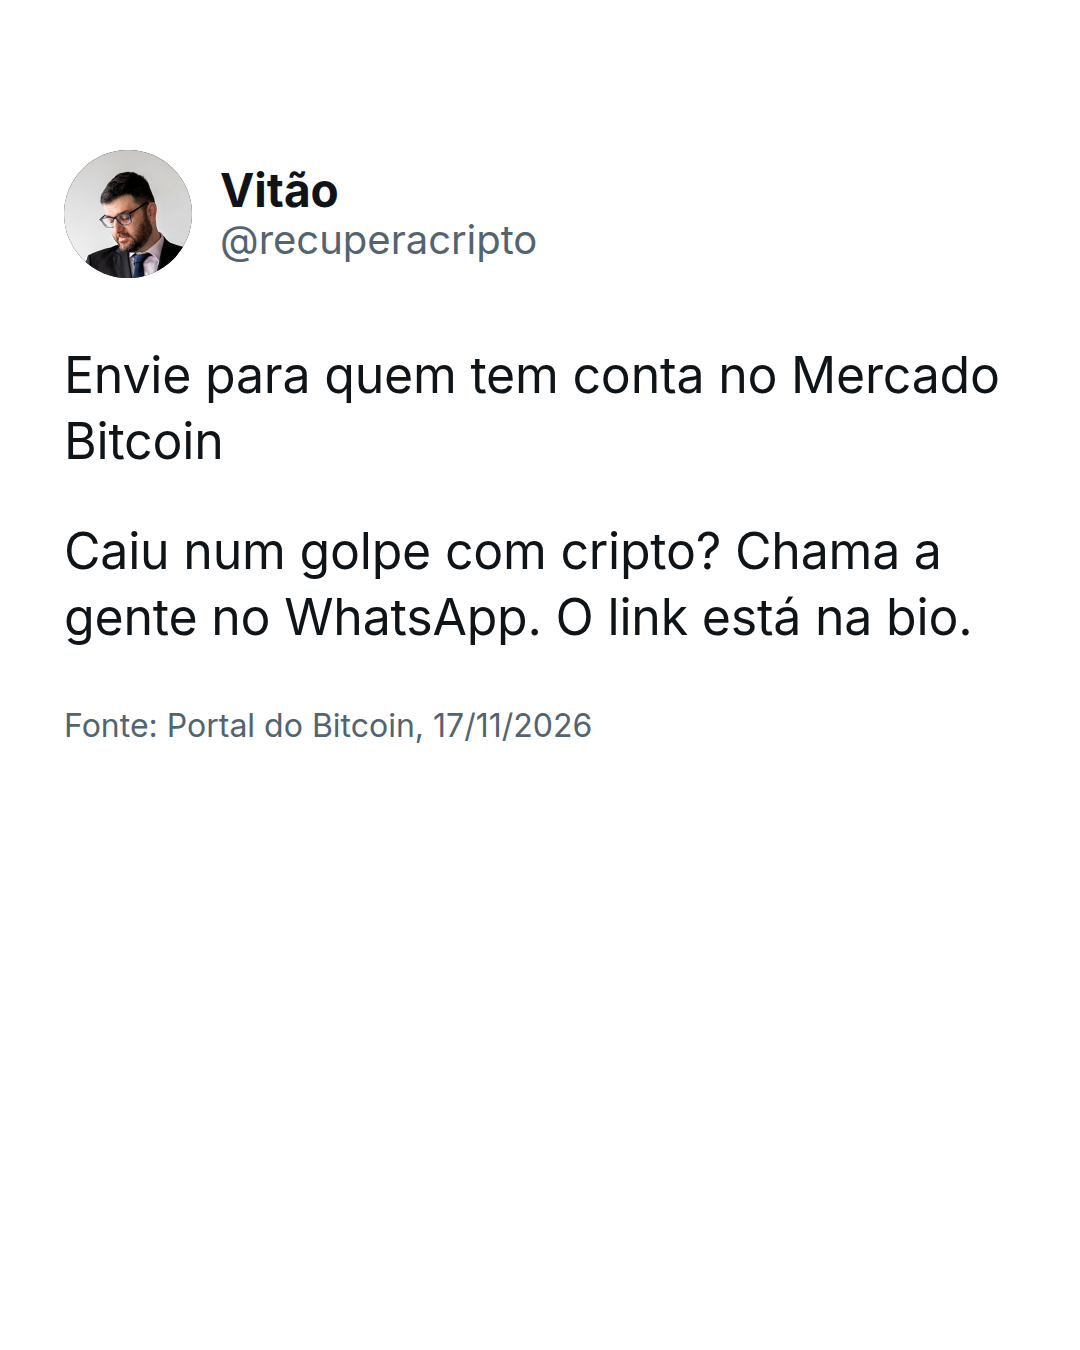 Vitão
@recuperacripto
Envie para quem tem conta no Mercado
Bitcoin
Caiu num golpe com cripto? Chama a
gente no WhatsApp. O link está na bio.
Fonte: Portal do Bitcoin, 17/11/2026